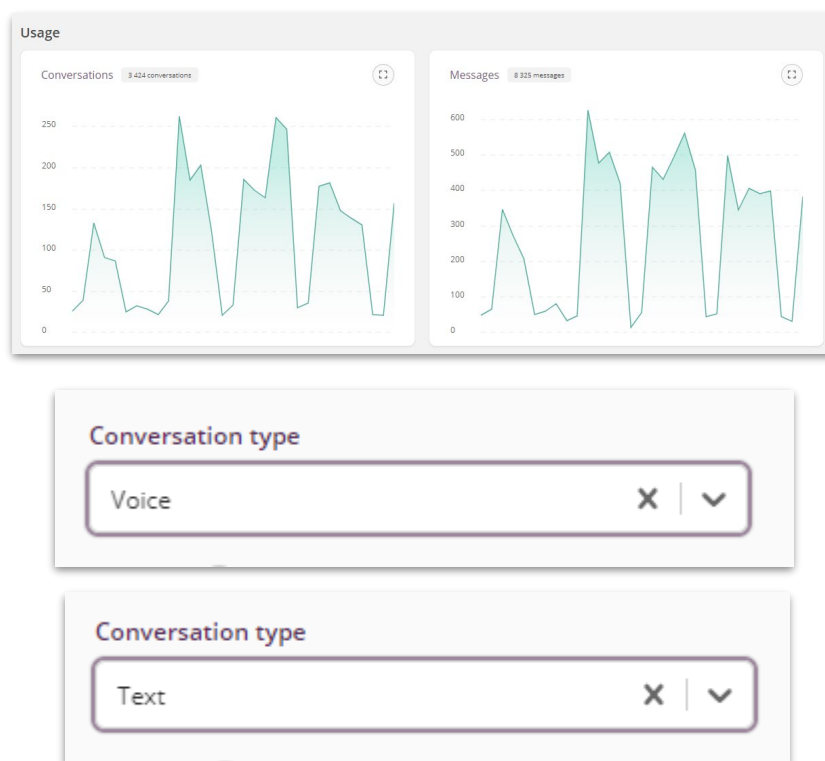 Usage
Conversations 3 424 conversations
250
200
150
100
50
0
Messages 8 325 messages
600
500
400
300
200
100
0
Conversation type
Voice
Conversation type
Text